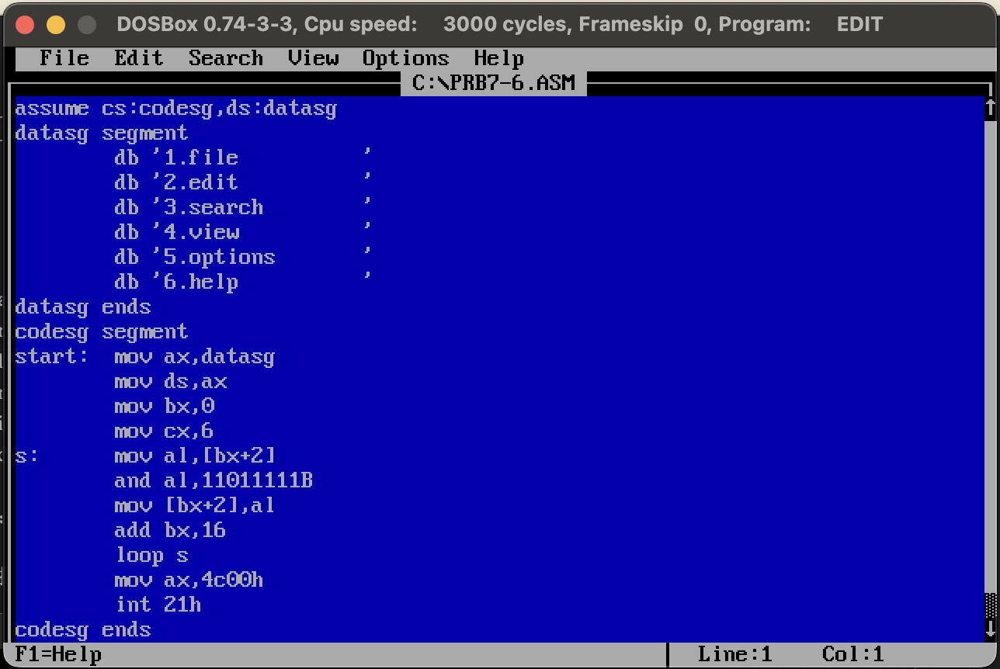 DOSBox 0.74-3-3, Cpu speed:    3000 cycles, Frameskip  0, Program:    EDIT
File  Edit  Search  View  Options  Help
C:\PRB7-6.ASM
assume cs:codesg,ds:datasg
datasg segment
        db '1.file          '
        db '2.edit          '
        db '3.search        '
        db '4.view          '
        db '5.options       '
        db '6.help          '
datasg ends
codesg segment
start:  mov ax,datasg
        mov ds,ax
        mov bx,0
        mov cx,6
s:      mov al,[bx+2]
        and al,11011111B
        mov [bx+2],al
        add bx,16
        loop s
        mov ax,4c00h
        int 21h
codesg ends
F1=Help    Line:1    Col:1